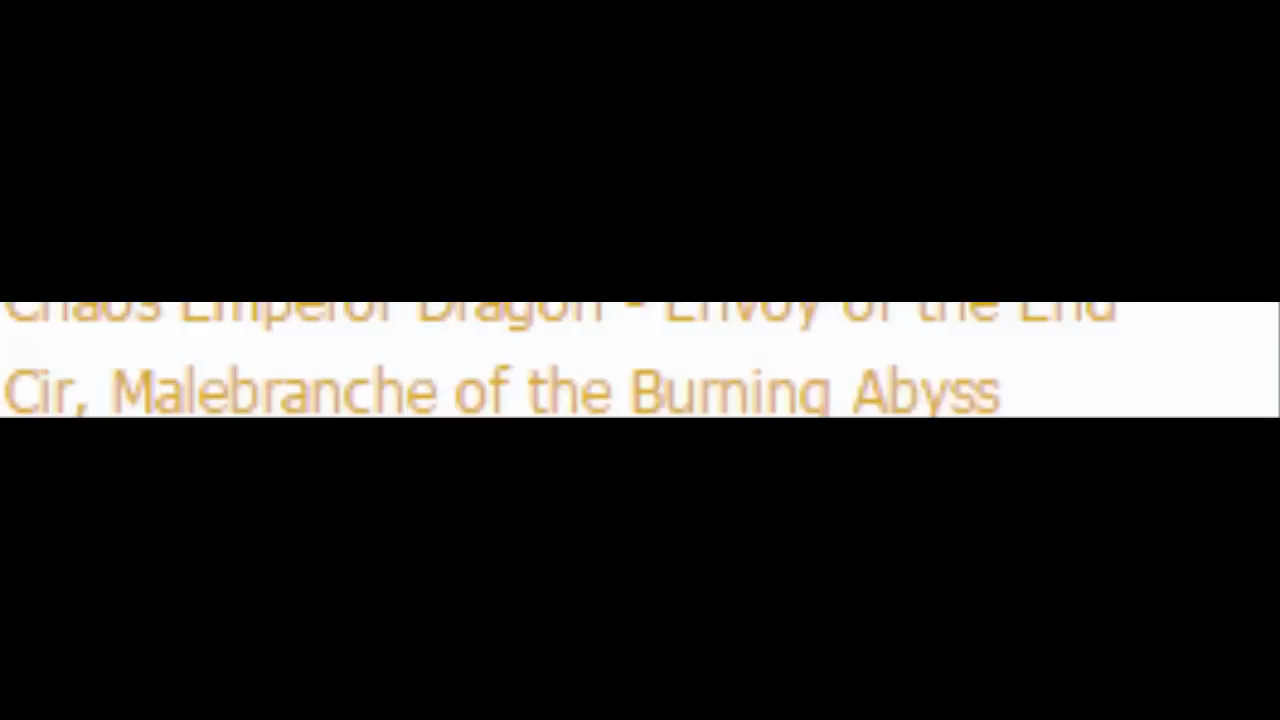 Chaos Emperor Dragon - Envoy of the End
Cir, Malebranche of the Burning Abyss